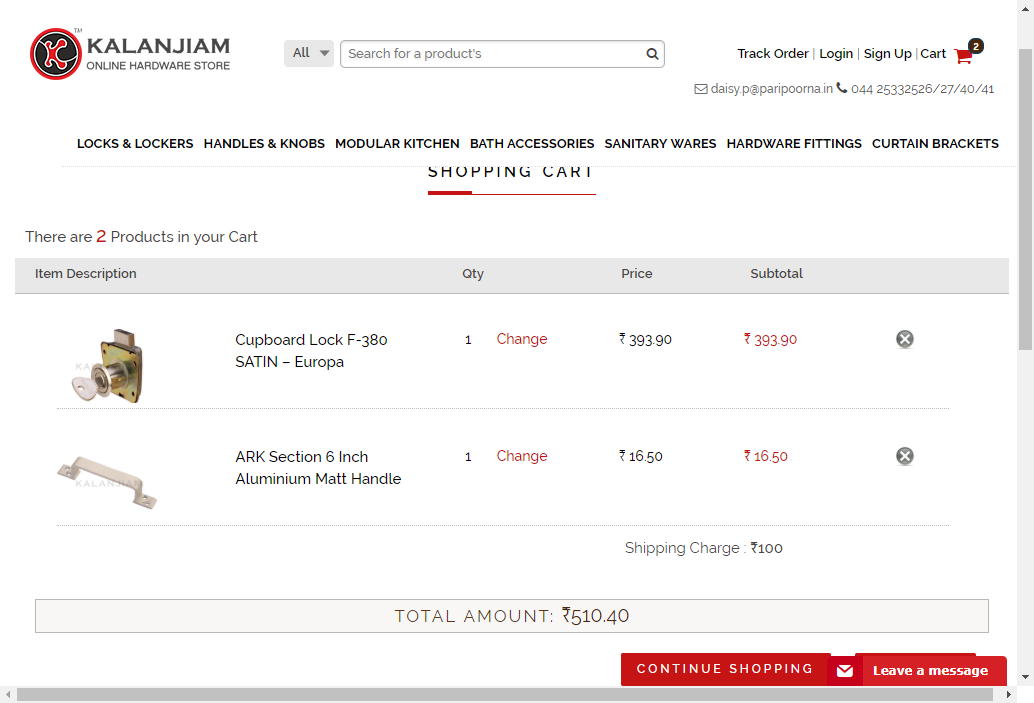 KALANJIAM
TM
ONLINE HARDWARE STORE
All
Search for a product's
Track Order | Login | Sign Up | Cart 2
daisy.p@paripoorna.in 044 25332526/27/40/41
LOCKS & LOCKERS HANDLES & KNOBS MODULAR KITCHEN BATH ACCESSORIES SANITARY WARES HARDWARE FITTINGS CURTAIN BRACKETS
SHOPPING CART
There are 2 Products in your Cart
Item Description Qty Price Subtotal
Cupboard Lock F-380 1 Change ₹ 393.90 ₹ 393.90
SATIN – Europa
ARK Section 6 Inch 1 Change ₹ 16.50 ₹ 16.50
Aluminium Matt Handle
KALANJIAM
Shipping Charge : ₹100
TOTAL AMOUNT: ₹510.40
CONTINUE SHOPPING
Leave a message